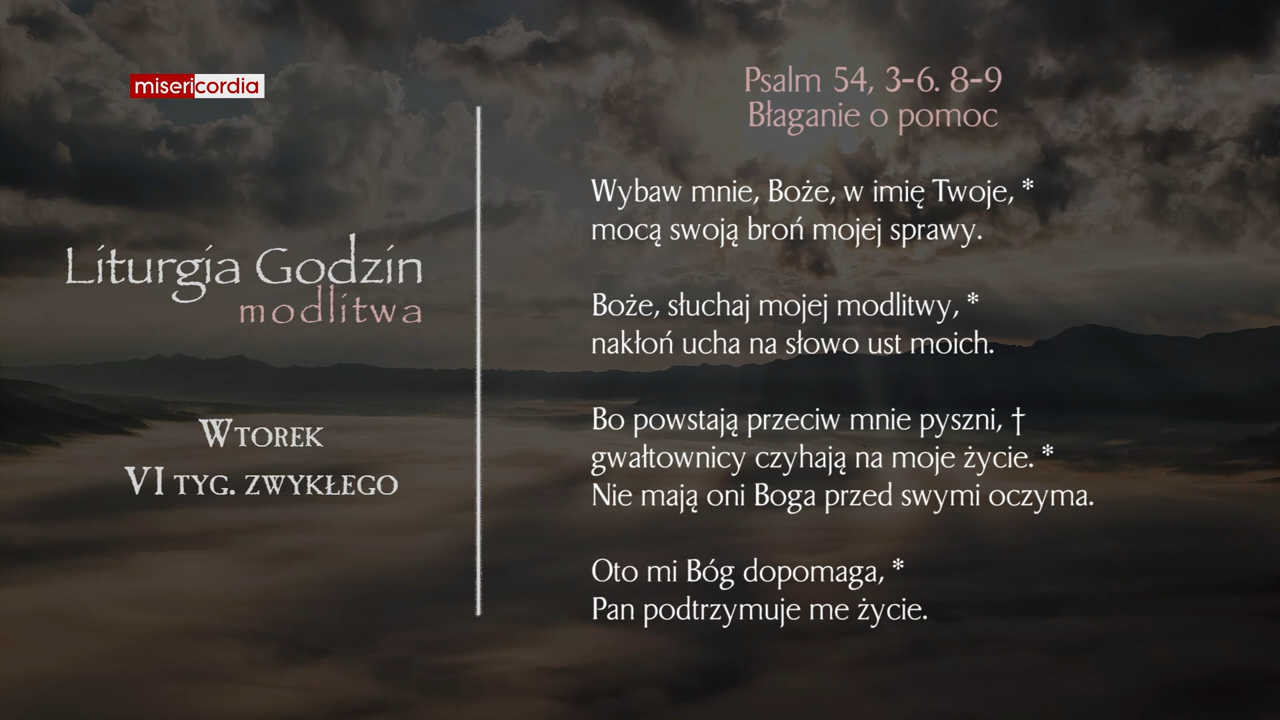 misericordia
Liturgia Godzin
modlitwa
Wtorek
VI tyg. zwykłego
Psalm 54, 3-6. 8-9
Błaganie o pomoc
Wybaw mnie, Boże, w imię Twoje, *
mocą swoją broń mojej sprawy.
Boże, słuchaj mojej modlitwy, *
nakłoń ucha na słowo ust moich.
Bo powstają przeciw mnie pyszni, †
gwałtownicy czyhają na moje życie. *
Nie mają oni Boga przed swymi oczyma.
Oto mi Bóg dopomaga, *
Pan podtrzymuje me życie.